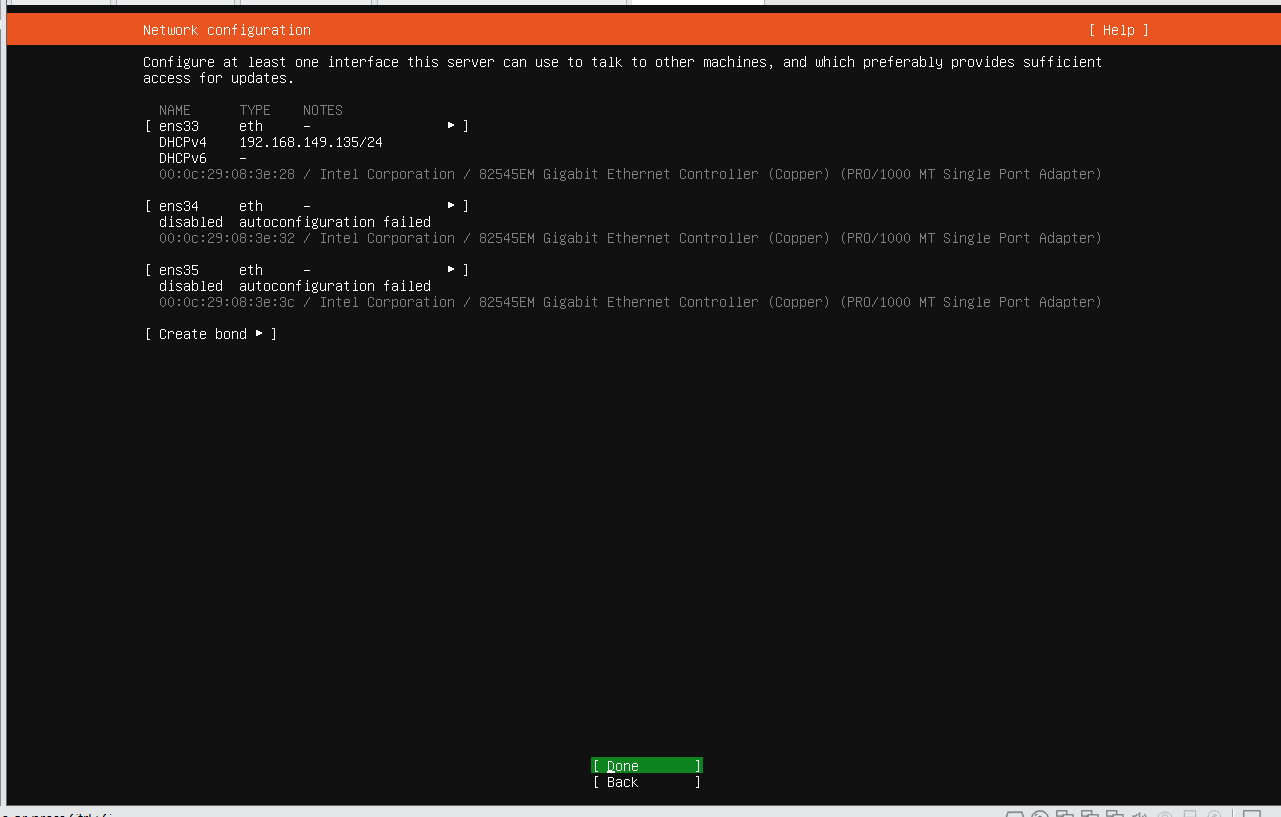 Network configuration [ Help ]
Configure at least one interface this server can use to talk to other machines, and which preferably provides sufficient
access for updates.
NAME TYPE NOTES
[ ens33 eth - ▸ ]
DHCPv4 192.168.149.135/24
DHCPv6 -
00:0c:29:08:3e:28 / Intel Corporation / 82545EM Gigabit Ethernet Controller (Copper) (PRO/1000 MT Single Port Adapter)
[ ens34 eth - ▸ ]
disabled autoconfiguration failed
00:0c:29:08:3e:32 / Intel Corporation / 82545EM Gigabit Ethernet Controller (Copper) (PRO/1000 MT Single Port Adapter)
[ ens35 eth - ▸ ]
disabled autoconfiguration failed
00:0c:29:08:3e:3c / Intel Corporation / 82545EM Gigabit Ethernet Controller (Copper) (PRO/1000 MT Single Port Adapter)
[ Create bond ▸ ]
[ Done ]
[ Back ]